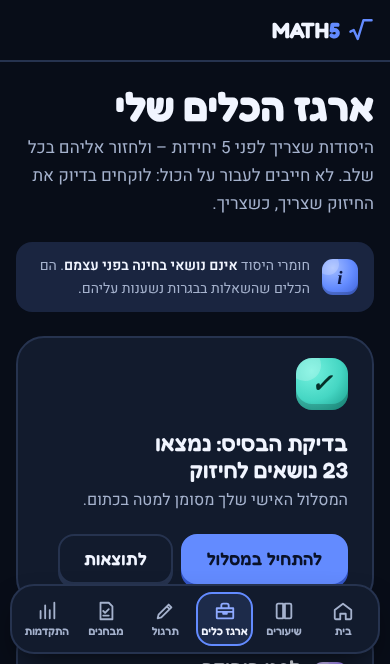 MATH5
ארגז הכלים שלי
היסודות שצריך לפני 5 יחידות – ולחזור אליהם בכל
שלב. לא חייבים לעבור על הכול: לוקחים בדיוק את
החיזוק שצריך, כשצריך.
i
חומרי היסוד אינם נושאי בחינה בפני עצמם. הם
הכלים שהשאלות בבגרות נשענות עליהם.
בדיקת הבסיס: נמצאו
23 נושאים לחיזוק
המסלול האישי שלך מסומן למטה בכתום.
להתחיל במסלול
לתוצאות
בית
שיעורים
ארגז כלים
תרגול
מבחנים
התקדמות